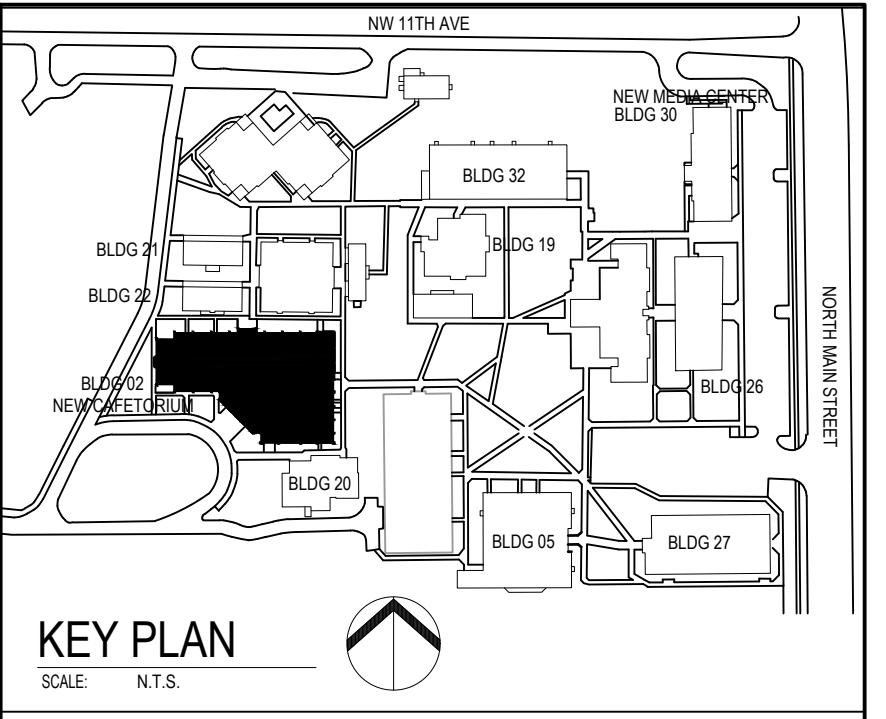 NW 11TH AVE
NEW MEDIA CENTER
BLDG 30
BLDG 32
BLDG 21
BLDG 19
BLDG 22
NORTH MAIN STREET
BLDG 02
NEW CAFETORIUM
BLDG 26
BLDG 20
BLDG 05
BLDG 27
KEY PLAN
SCALE: N.T.S.